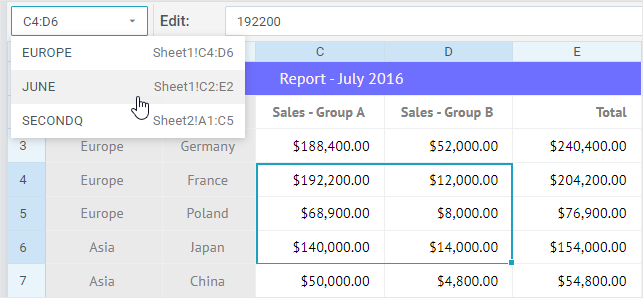 C4:D6 Edit: 192200
EUROPE Sheet1!C4:D6
JUNE Sheet1!C2:E2
SECONDQ Sheet2!A1:C5
C D E
Report - July 2016
Sales - Group A Sales - Group B Total
3 Europe Germany $188,400.00 $52,000.00 $240,400.00
4 Europe France $192,200.00 $12,000.00 $204,200.00
5 Europe Poland $68,900.00 $8,000.00 $76,900.00
6 Asia Japan $140,000.00 $14,000.00 $154,000.00
7 Asia China $50,000.00 $4,800.00 $54,800.00